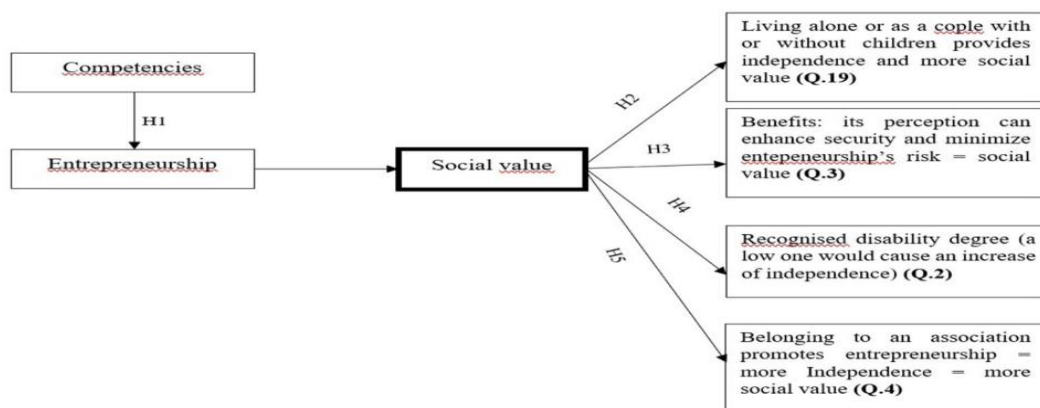 Competencies
H1
Entrepreneurship
Social value
H2
H3
H4
H5
Living alone or as a cople with
or without children provides
independence and more social
value (Q.19)
Benefits: its perception can
enhance security and minimize
entepeneurship's risk = social
value (Q.3)
Recognised disability degree (a
low one would cause an increase
of independence) (Q.2)
Belonging to an association
promotes entrepreneurship =
more Independence = more
social value (Q.4)